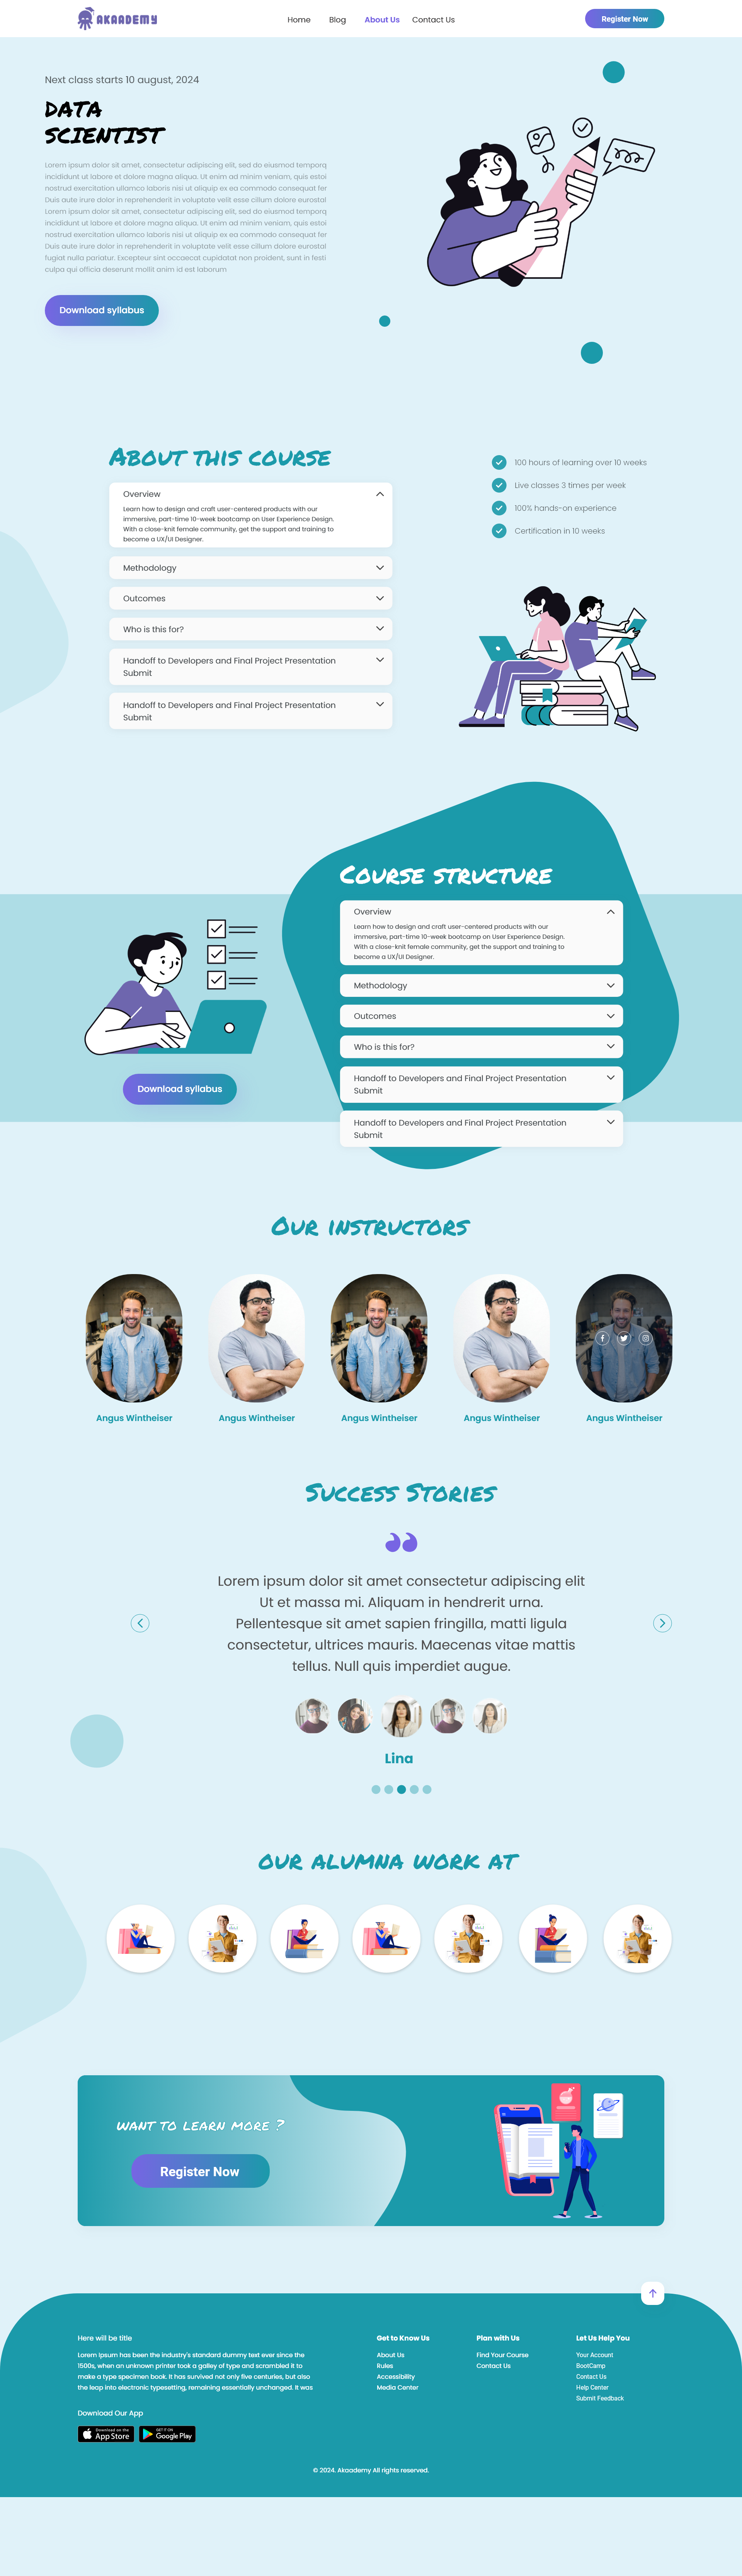 AKAADEMY
Home Blog About Us Contact Us
Register Now
Next class starts 10 august, 2024
DATA
SCIENTIST
Lorem ipsum dolor sit amet, consectetur adipiscing elit, sed do eiusmod temporq
incididunt ut labore et dolore magna aliqua. Ut enim ad minim veniam, quis estoi
nostrud exercitation ullamco laboris nisi ut aliquip ex ea commodo consequat fer
Duis aute irure dolor in reprehenderit in voluptate velit esse cillum dolore eurostal
Lorem ipsum dolor sit amet, consectetur adipiscing elit, sed do eiusmod temporq
incididunt ut labore et dolore magna aliqua. Ut enim ad minim veniam, quis estoi
nostrud exercitation ullamco laboris nisi ut aliquip ex ea commodo consequat fer
Duis aute irure dolor in reprehenderit in voluptate velit esse cillum dolore eurostal
fugiat nulla pariatur. Excepteur sint occaecat cupidatat non proident, sunt in festi
culpa qui officia deserunt mollit anim id est laborum
Download syllabus
About this course
Overview
Learn how to design and craft user-centered products with our
immersive, part-time 10-week bootcamp on User Experience Design.
With a close-knit female community, get the support and training to
become a UX/UI Designer.
Methodology
Outcomes
Who is this for?
Handoff to Developers and Final Project Presentation
Submit
Handoff to Developers and Final Project Presentation
Submit
100 hours of learning over 10 weeks
Live classes 3 times per week
100% hands-on experience
Certification in 10 weeks
Course structure
Overview
Learn how to design and craft user-centered products with our
immersive, part-time 10-week bootcamp on User Experience Design.
With a close-knit female community, get the support and training to
become a UX/UI Designer.
Methodology
Outcomes
Who is this for?
Handoff to Developers and Final Project Presentation
Submit
Handoff to Developers and Final Project Presentation
Submit
Download syllabus
Our instructors
Angus Wintheiser
Angus Wintheiser
Angus Wintheiser
Angus Wintheiser
Angus Wintheiser
Success Stories
Lorem ipsum dolor sit amet consectetur adipiscing elit
Ut et massa mi. Aliquam in hendrerit urna.
Pellentesque sit amet sapien fringilla, matti ligula
consectetur, ultrices mauris. Maecenas vitae mattis
tellus. Null quis imperdiet augue.
Lina
our alumna work at
want to learn more ?
Register Now
Here will be title
Lorem Ipsum has been the industry's standard dummy text ever since the
1500s, when an unknown printer took a galley of type and scrambled it to
make a type specimen book. It has survived not only five centuries, but also
the leap into electronic typesetting, remaining essentially unchanged. It was
Download Our App
Download on the
App Store
GET IT ON
Google Play
Get to Know Us
About Us
Rules
Accessibility
Media Center
Plan with Us
Find Your Course
Contact Us
Let Us Help You
Your Account
BootCamp
Contact Us
Help Center
Submit Feedback
© 2024. Akaademy All rights reserved.